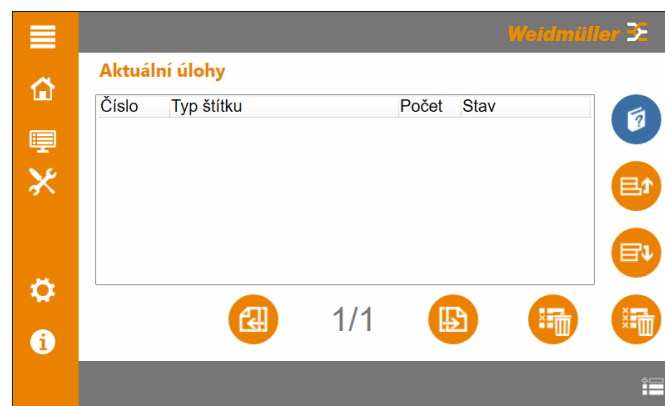 Weidmüller
Aktuální úlohy
Číslo Typ štítku Počet Stav
1/1